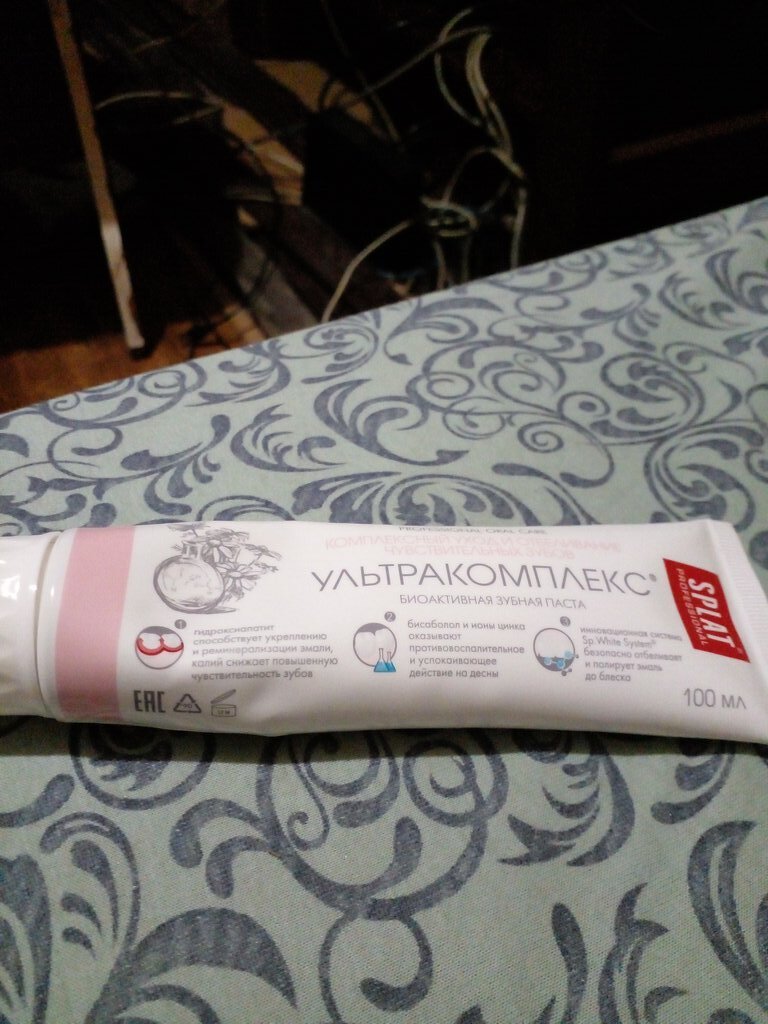 PROFESSIONAL ORAL CARE
КОМПЛЕКСНЫЙ УХОД И ОТБЕЛИВАНИЕ
ЧУВСТВИТЕЛЬНЫХ ЗУБОВ
УЛЬТРАКОМПЛЕКС®
БИОАКТИВНАЯ ЗУБНАЯ ПАСТА
1
гидроксиапатит
способствует укреплению
и реминерализации эмали,
калий снижает повышенную
чувствительность зубов
2
бисаболол и ионы цинка
оказывают
противовоспалительное
и успокаивающее
действие на десны
3
инновационная система
Sp.White System®
безопасно отбеливает
и полирует эмаль
до блеска
SPLAT®
PROFESSIONAL
EAC
100 МЛ